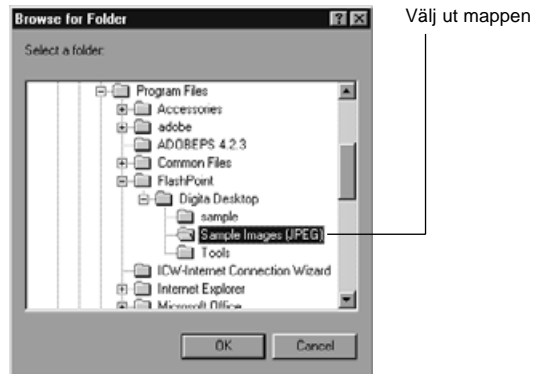 Browse for Folder
Välj ut mappen
Select a folder:
Program Files
Accessories
adobe
ADOBEPS 4.2.3
Common Files
FlashPoint
Digita Desktop
sample
Sample Images (JPEG)
Tools
ICW-Internet Connection Wizard
Internet Explorer
Microsoft Office
OK
Cancel